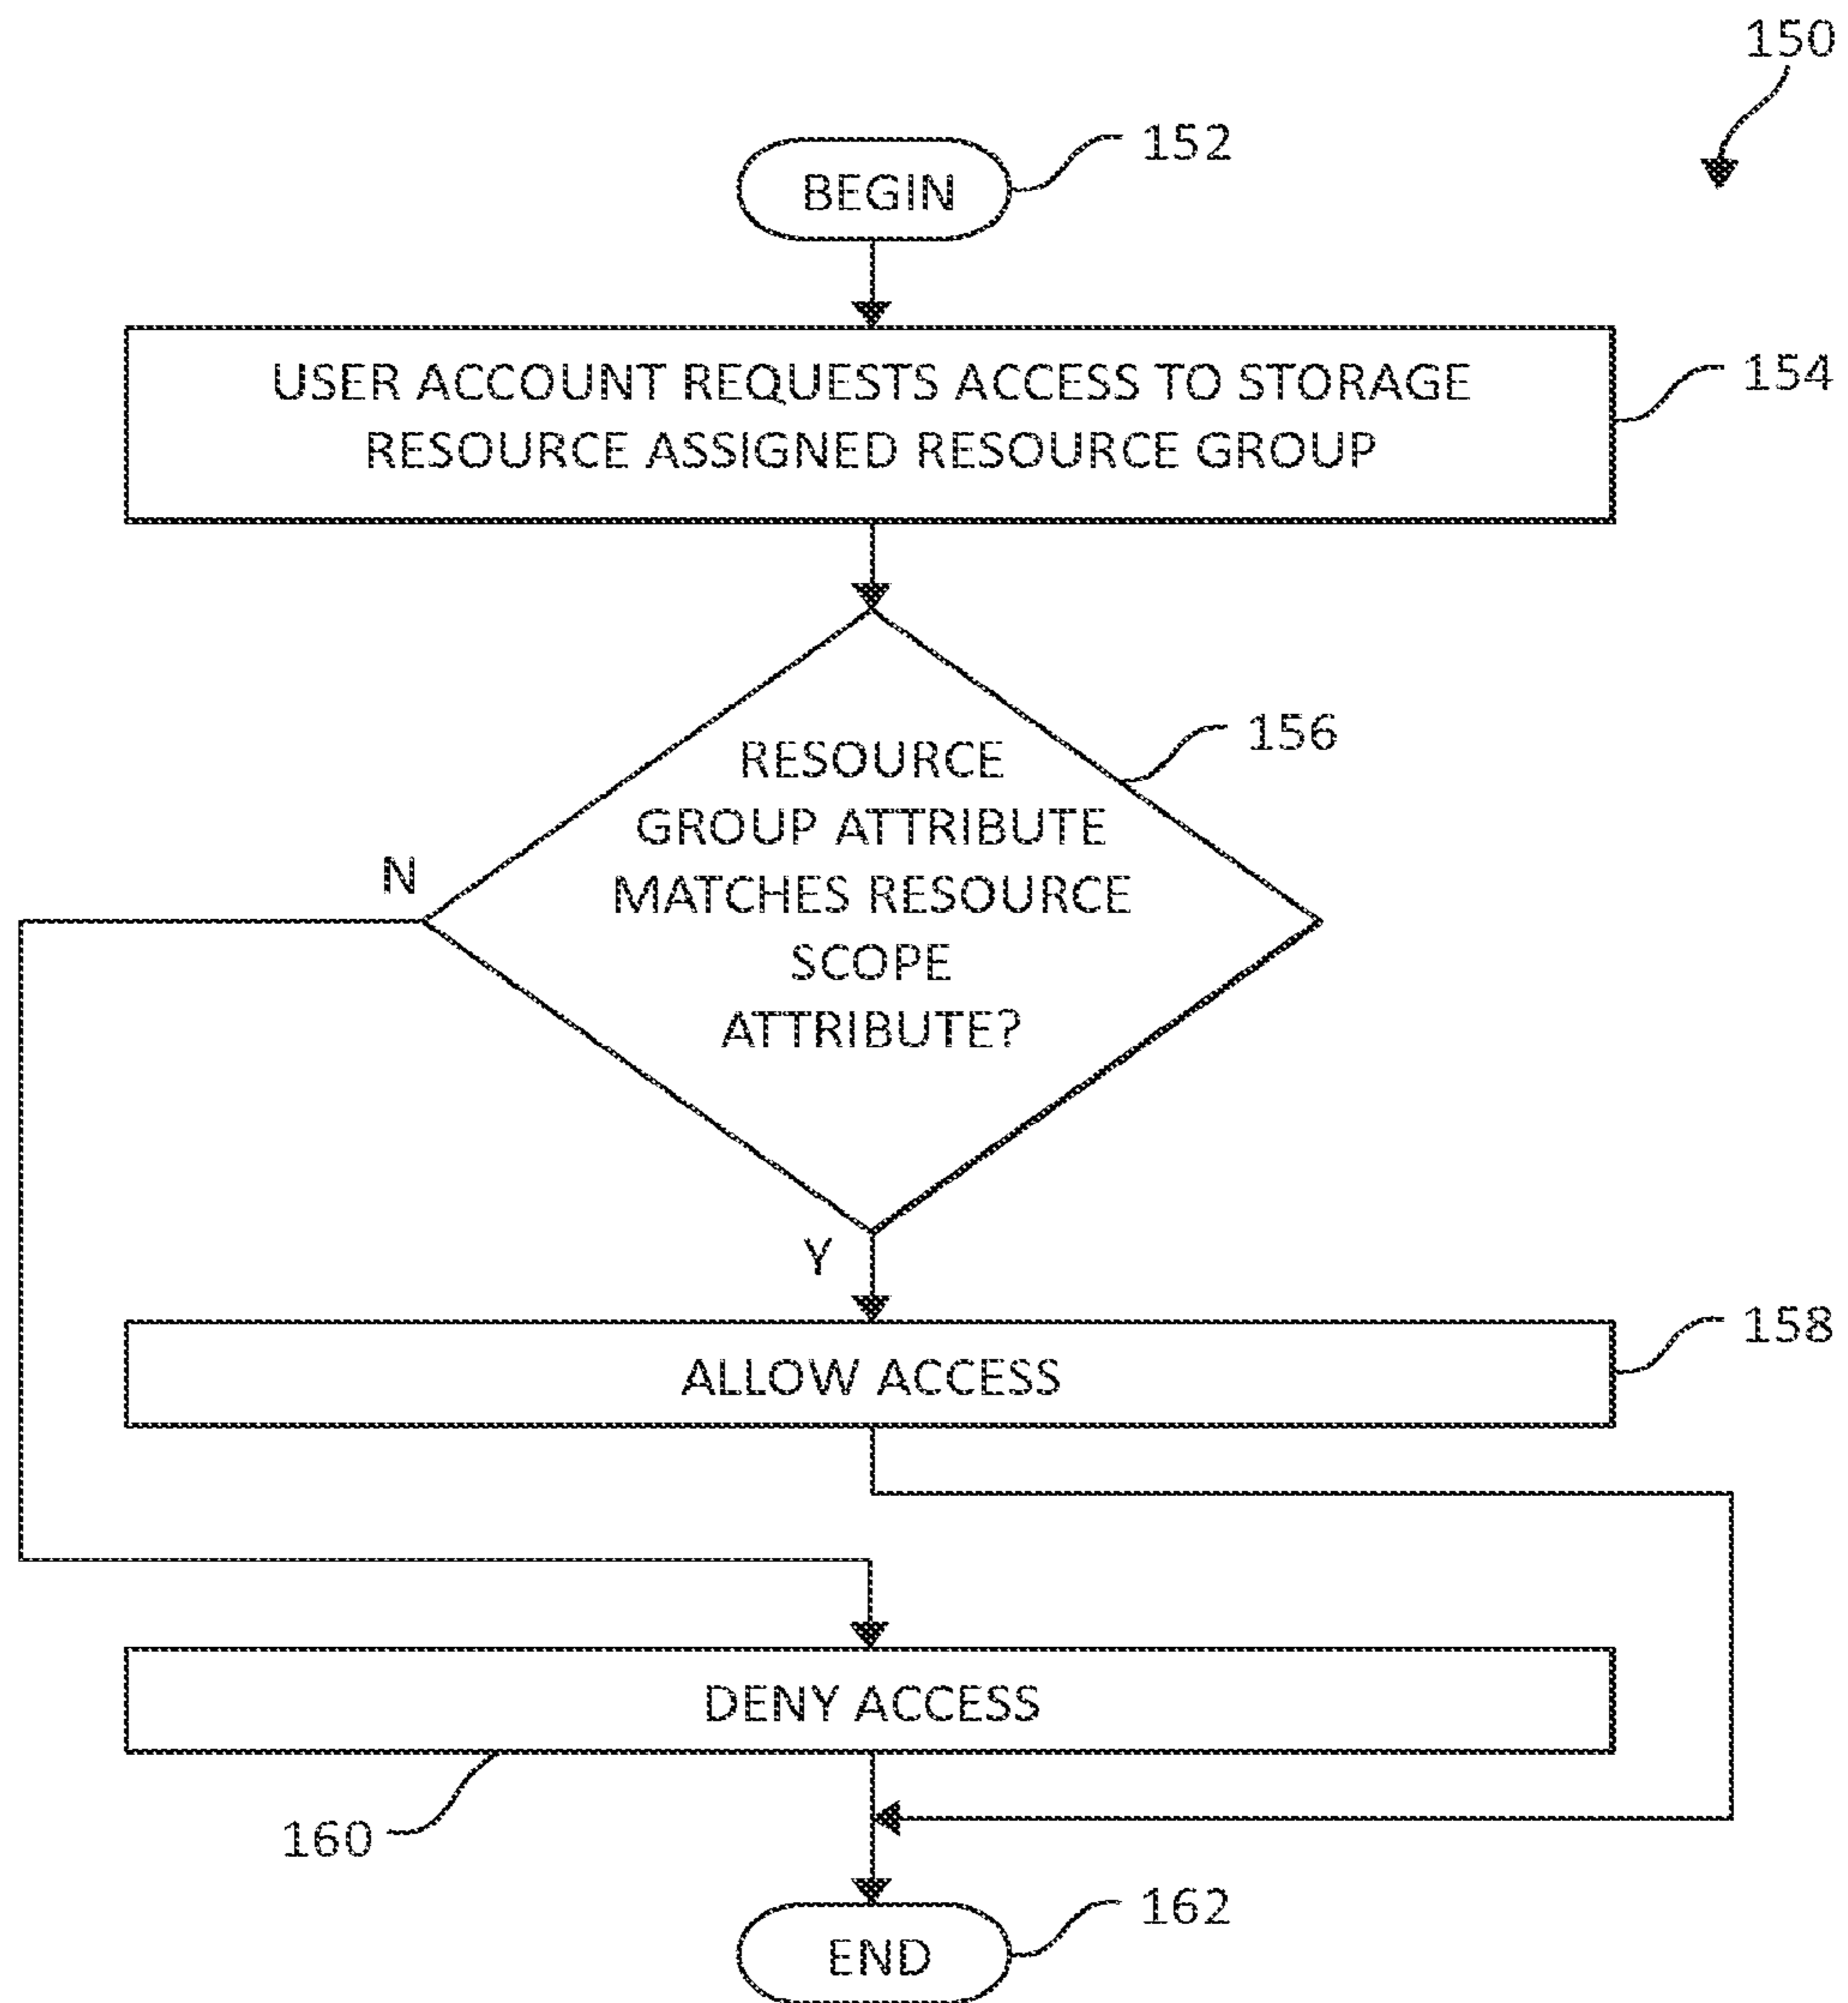 150
BEGIN
152
USER ACCOUNT REQUESTS ACCESS TO STORAGE
RESOURCE ASSIGNED RESOURCE GROUP
154
RESOURCE
GROUP ATTRIBUTE
MATCHES RESOURCE
SCOPE
ATTRIBUTE?
156
N
Y
ALLOW ACCESS
158
DENY ACCESS
160
END
162